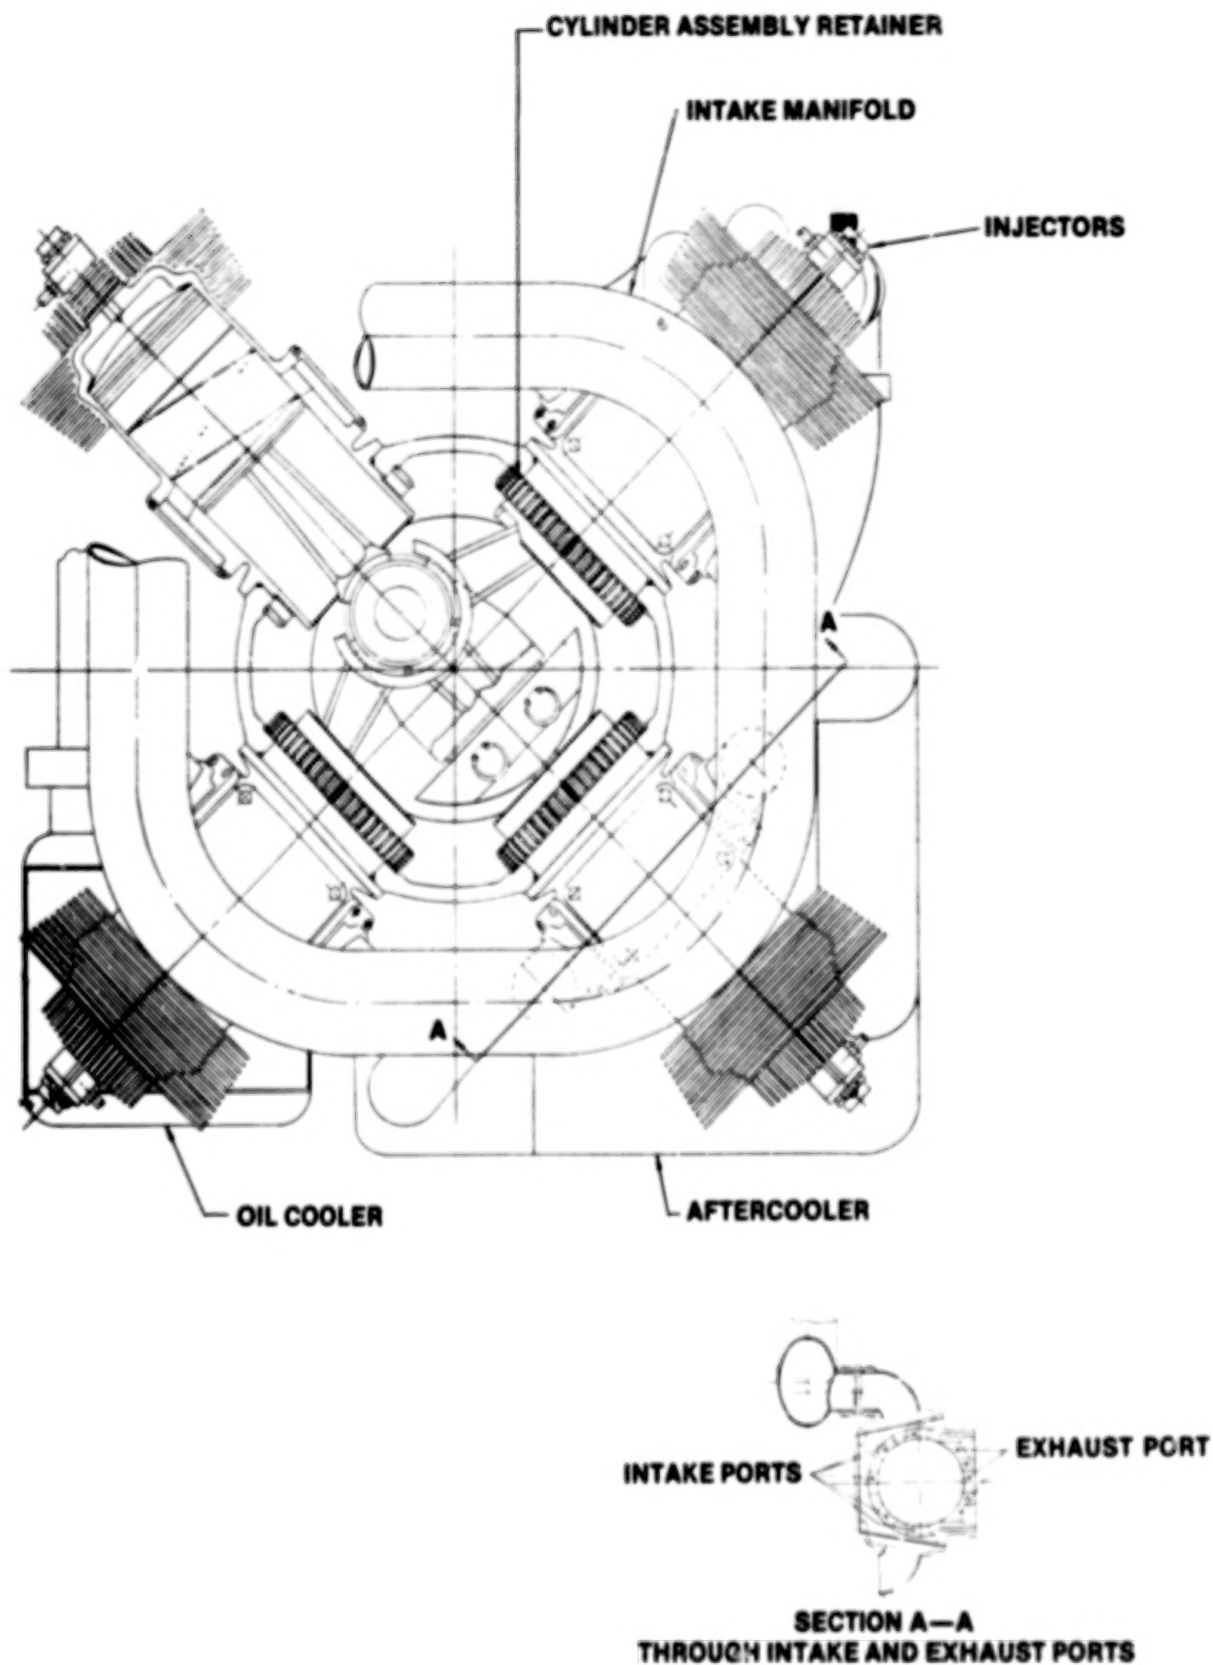 CYLINDER ASSEMBLY RETAINER
INTAKE MANIFOLD
INJECTORS
A
A
OIL COOLER
AFTERCOOLER
INTAKE PORTS
EXHAUST PORT
SECTION A—A
THROUGH INTAKE AND EXHAUST PORTS